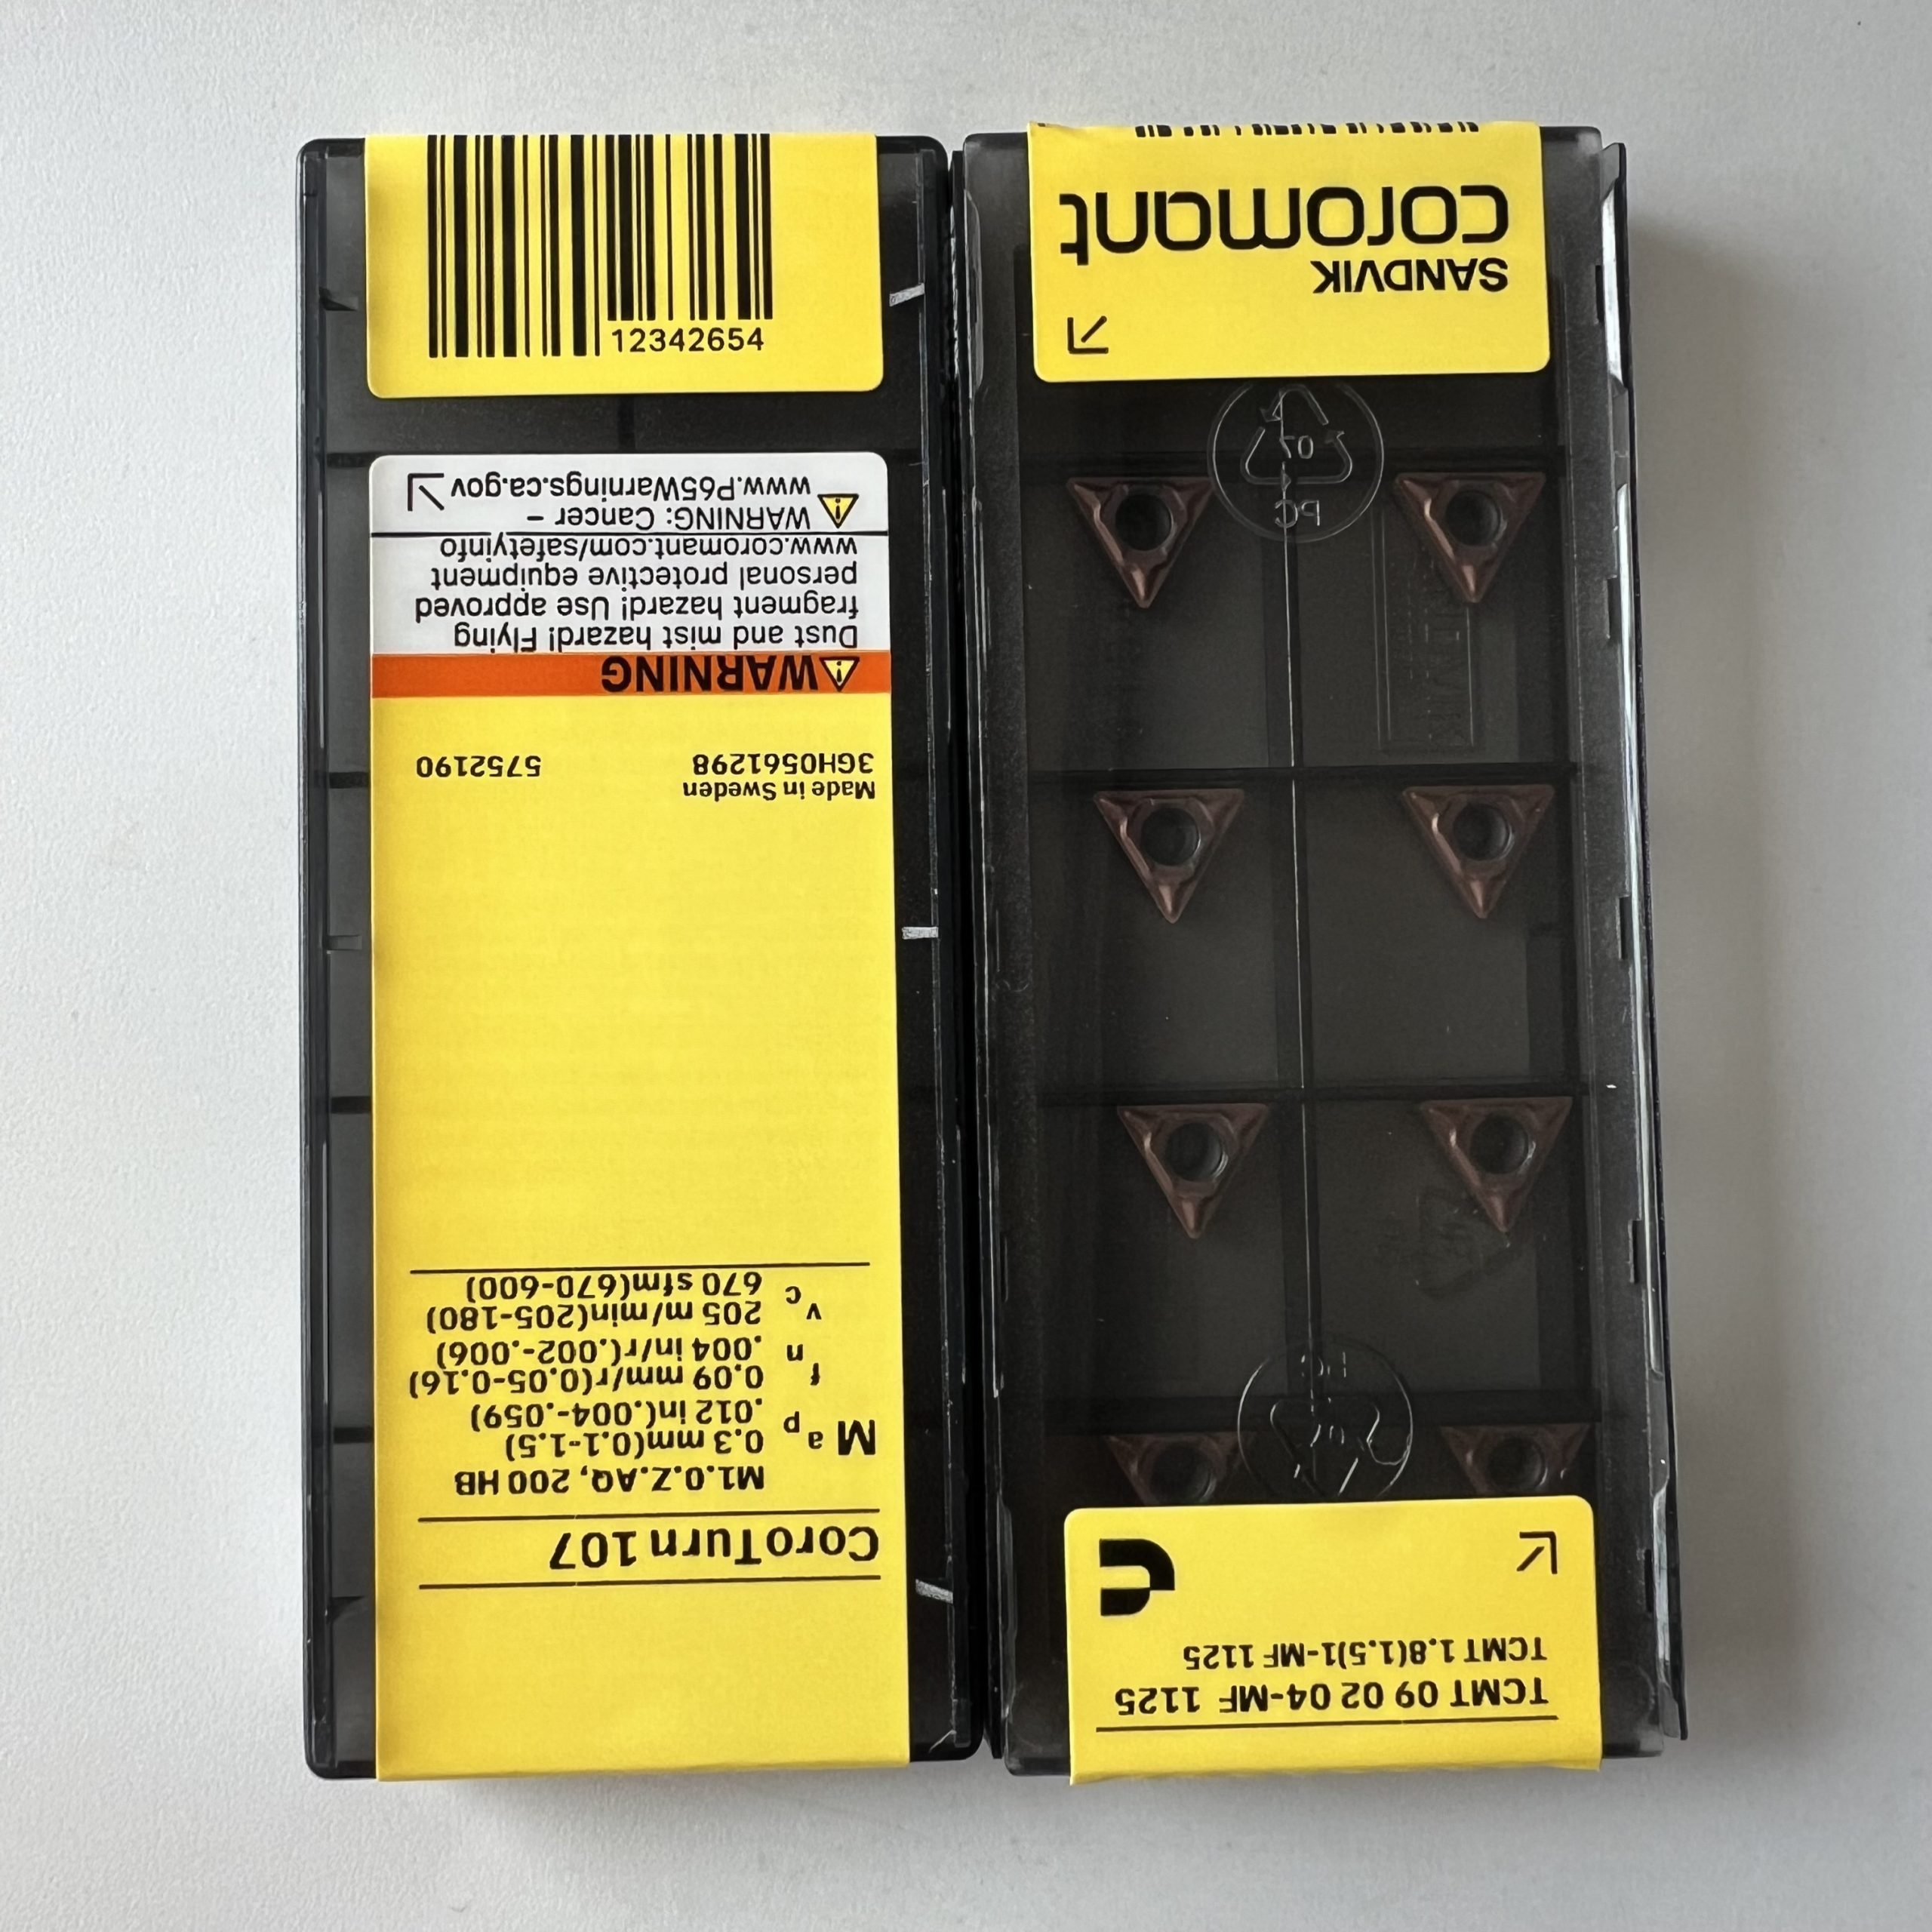 12342654
CoroTurn 107
M1.0.Z.AQ, 200 HB
M ap 0.3 mm(0.1-1.5)
.012 in(.004-.059)
fn 0.09 mm/r(0.05-0.16)
.004 in/r(.002-.006)
vc 205 m/min(205-180)
670 sfm(670-600)
Made in Sweden
3GH0561298 5752190
WARNING
Dust and mist hazard! Flying
fragment hazard! Use approved
personal protective equipment
www.coromant.com/safetyinfo
WARNING: Cancer –
www.P65Warnings.ca.gov
TCMT 09 02 04-MF 1125
TCMT 1.8(1.5)1-MF 1125
07
PC
SANDVIK
coromant